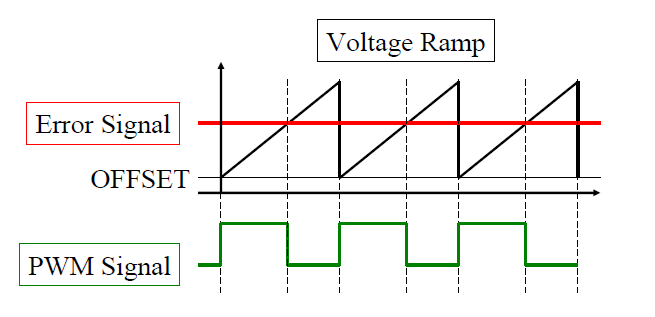 Voltage Ramp
Error Signal
OFFSET
PWM Signal